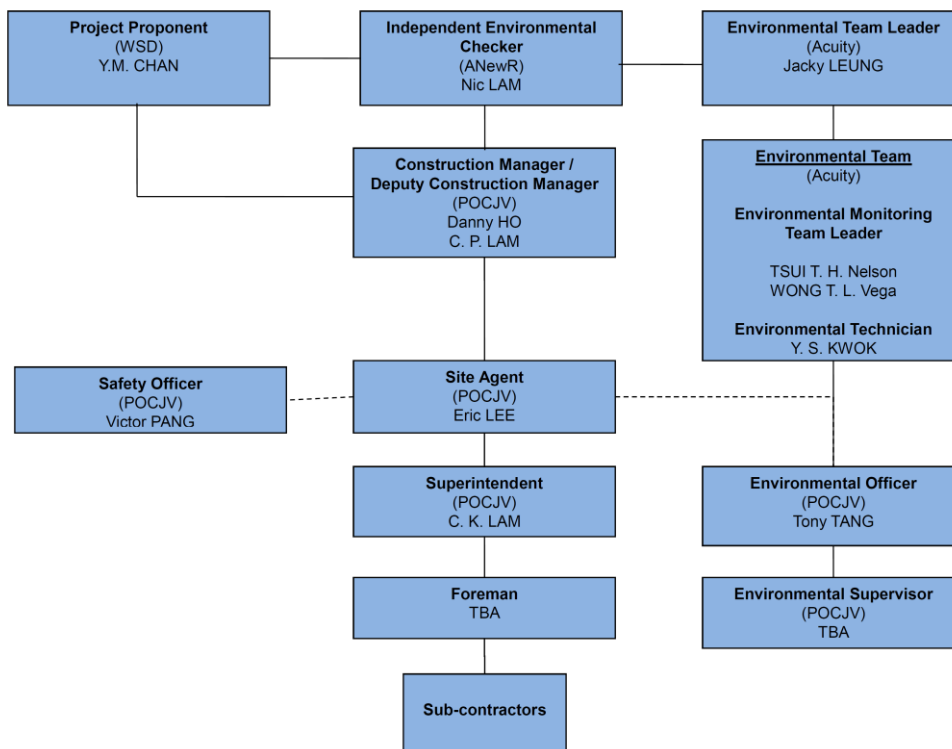 Project Proponent
(WSD)
Y.M. CHAN
Independent Environmental
Checker
(ANewR)
Nic LAM
Environmental Team Leader
(Acuity)
Jacky LEUNG
Construction Manager /
Deputy Construction Manager
(POCJV)
Danny HO
C. P. LAM
Environmental Team
(Acuity)
Environmental Monitoring
Team Leader
TSUI T. H. Nelson
WONG T. L. Vega
Environmental Technician
Y. S. KWOK
Safety Officer
(POCJV)
Victor PANG
Site Agent
(POCJV)
Eric LEE
Superintendent
(POCJV)
C. K. LAM
Environmental Officer
(POCJV)
Tony TANG
Foreman
TBA
Environmental Supervisor
(POCJV)
TBA
Sub-contractors